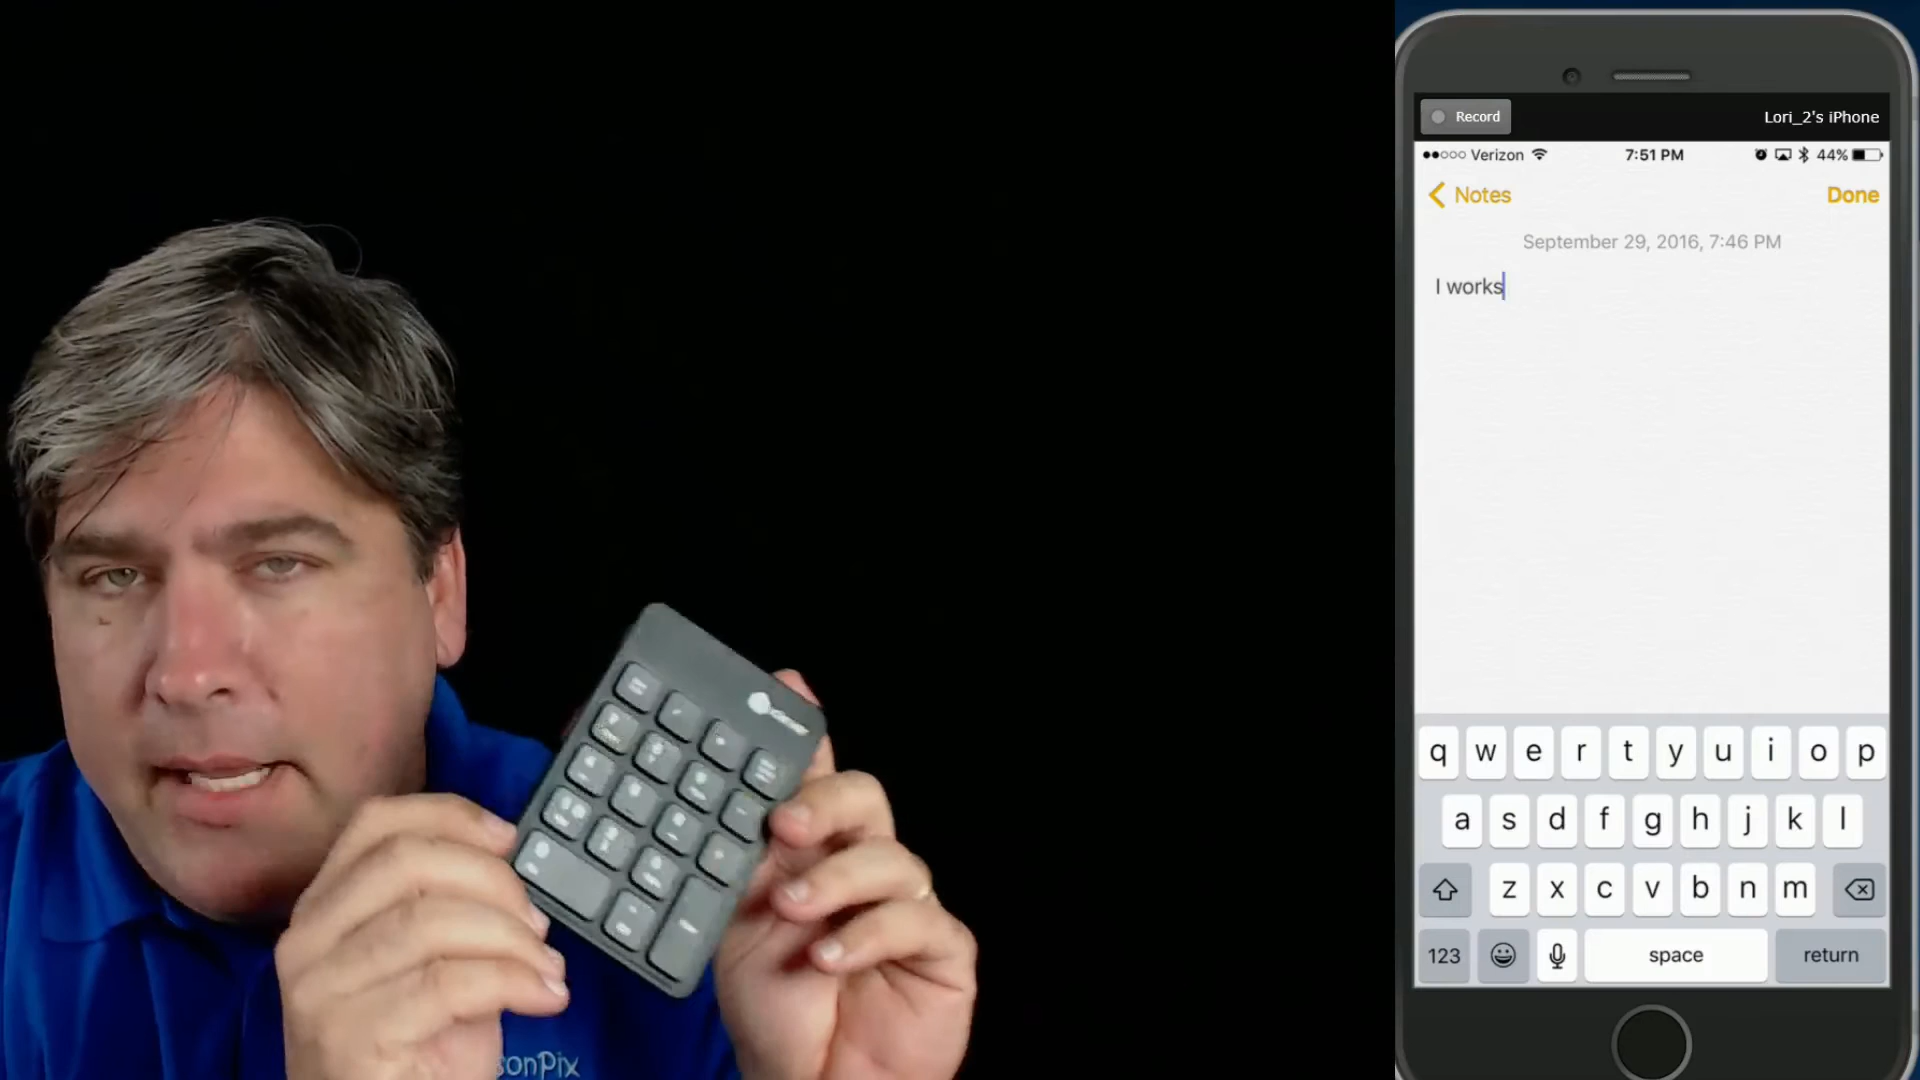 Record
Lori_2's iPhone
Verizon
7:51 PM
44%
Notes
Done
September 29, 2016, 7:46 PM
I works
q w e r t y u i o p
a s d f g h j k l
z x c v b n m
123
space
return
sonPix